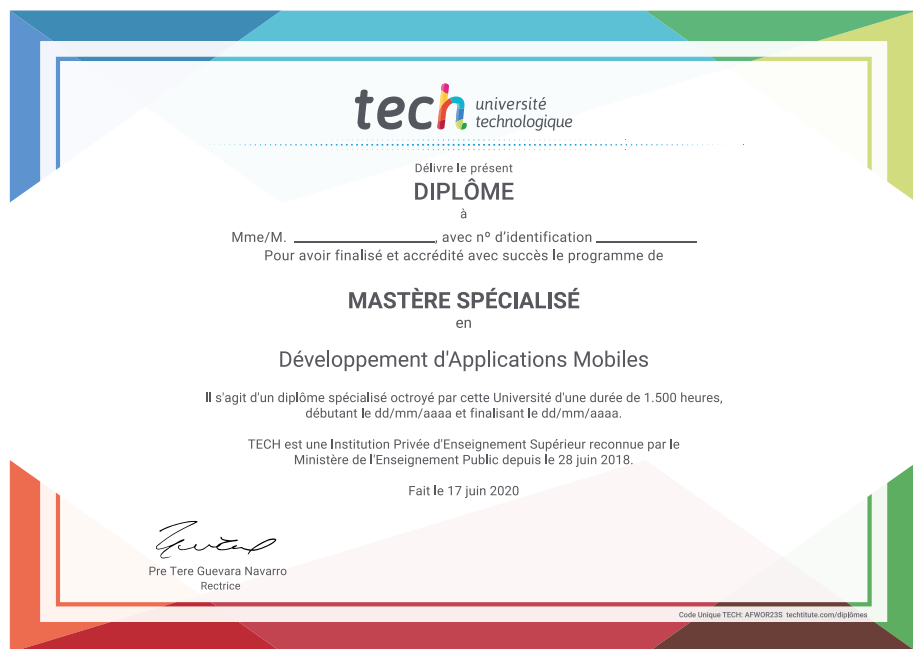 tech université
technologique
Délivre le présent
DIPLÔME
à
Mme/M. ____________, avec nº d'identification ____________
Pour avoir finalisé et accrédité avec succès le programme de
MASTÈRE SPÉCIALISÉ
en
Développement d'Applications Mobiles
Il s'agit d'un diplôme spécialisé octroyé par cette Université d'une durée de 1.500 heures,
débutant le dd/mm/aaaa et finalisant le dd/mm/aaaa.
TECH est une Institution Privée d'Enseignement Supérieur reconnue par le
Ministère de l'Enseignement Public depuis le 28 juin 2018.
Fait le 17 juin 2020
Pre Tere Guevara Navarro
Rectrice
Code Unique TECH: AFWOR23S techtitute.com/diplômes